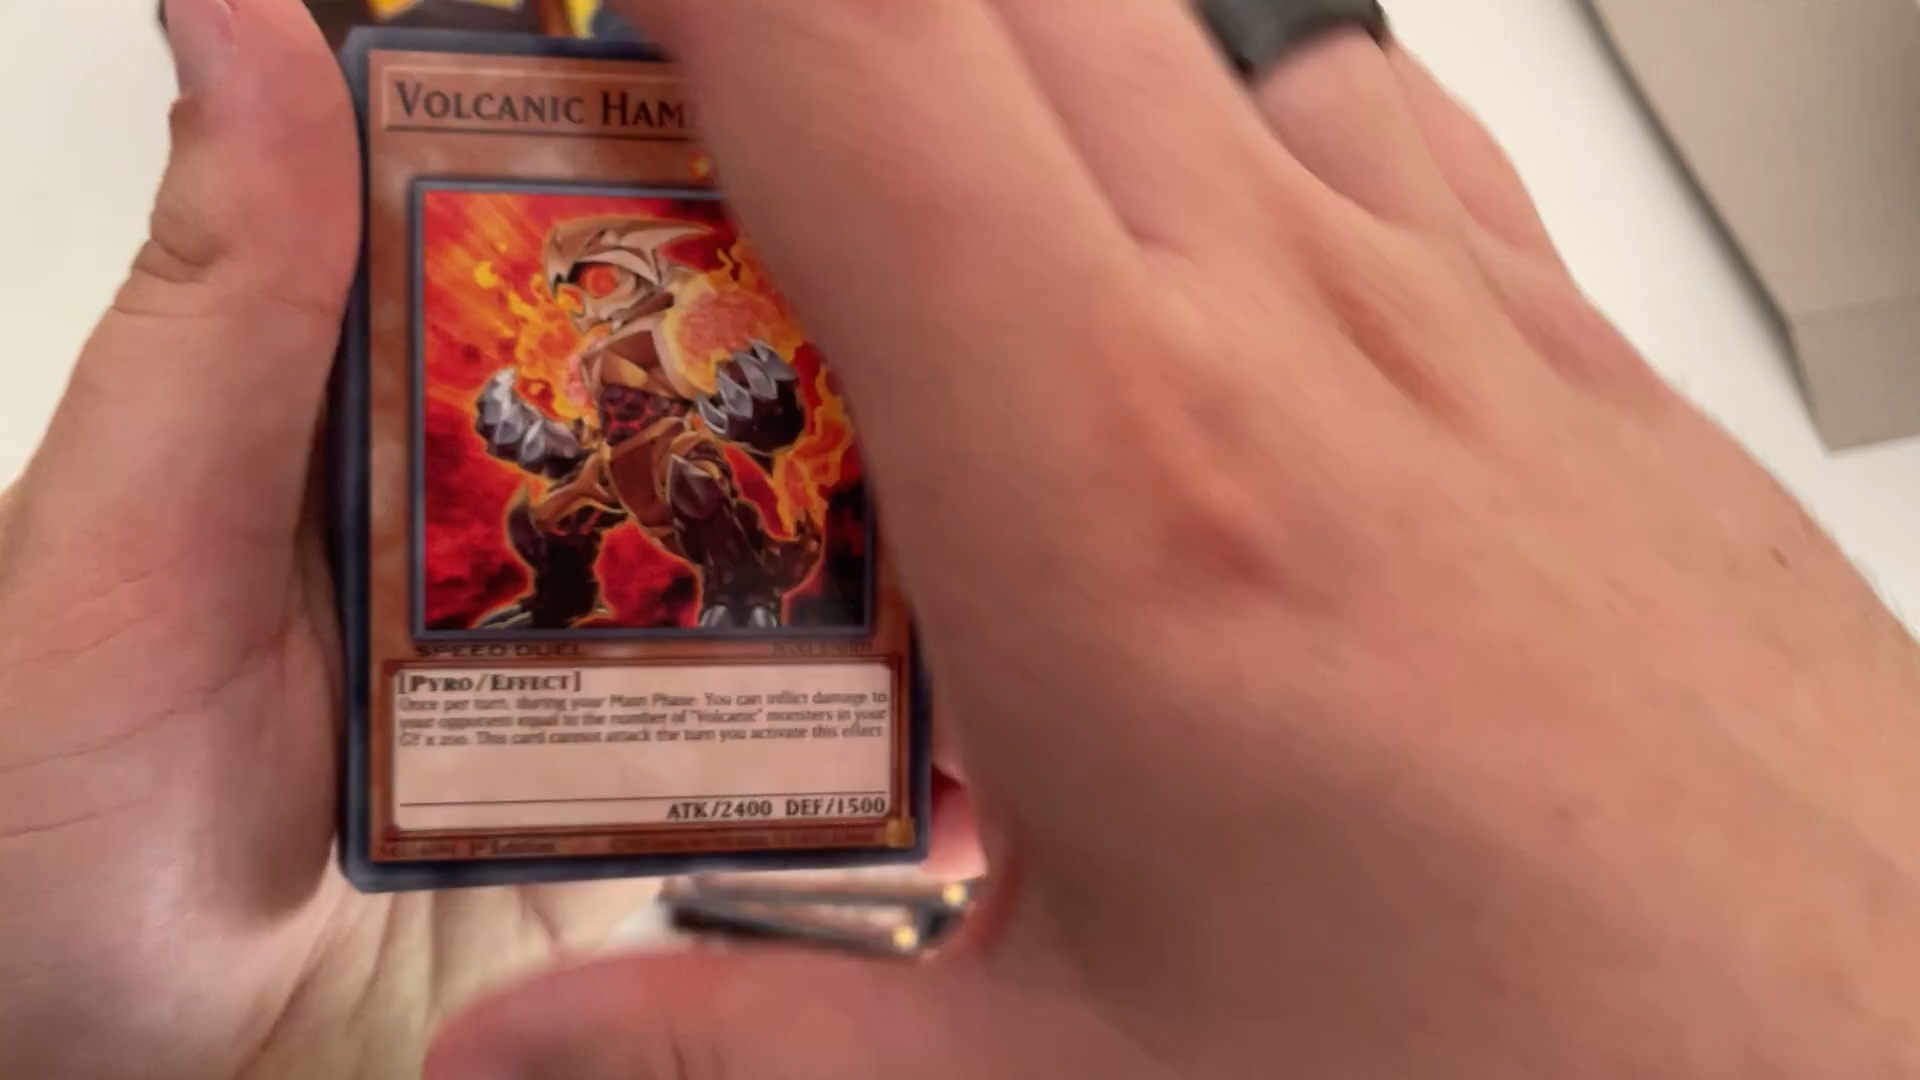 VOLCANIC HAM
SPEED DUEL
[PYRO/EFFECT]
Once per turn, during your Main Phase: You can inflict damage to
your opponent equal to the number of "Volcanic" monsters in your
GY x 200. This card cannot attack the turn you activate this effect.
ATK/2400 DEF/1500
1st Edition